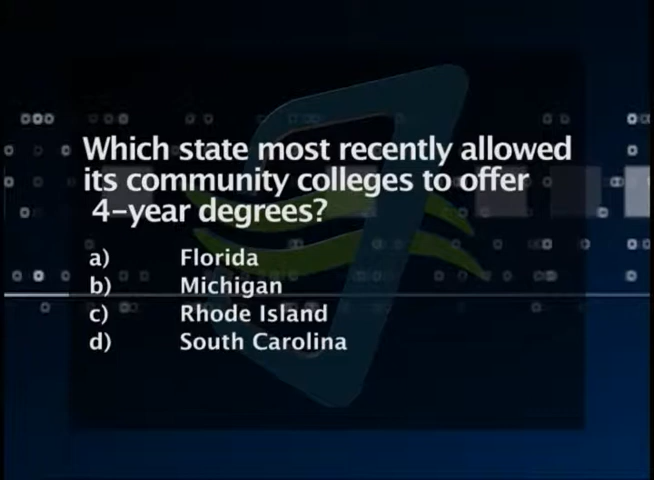 Which state most recently allowed
its community colleges to offer
4-year degrees?
a) Florida
b) Michigan
c) Rhode Island
d) South Carolina